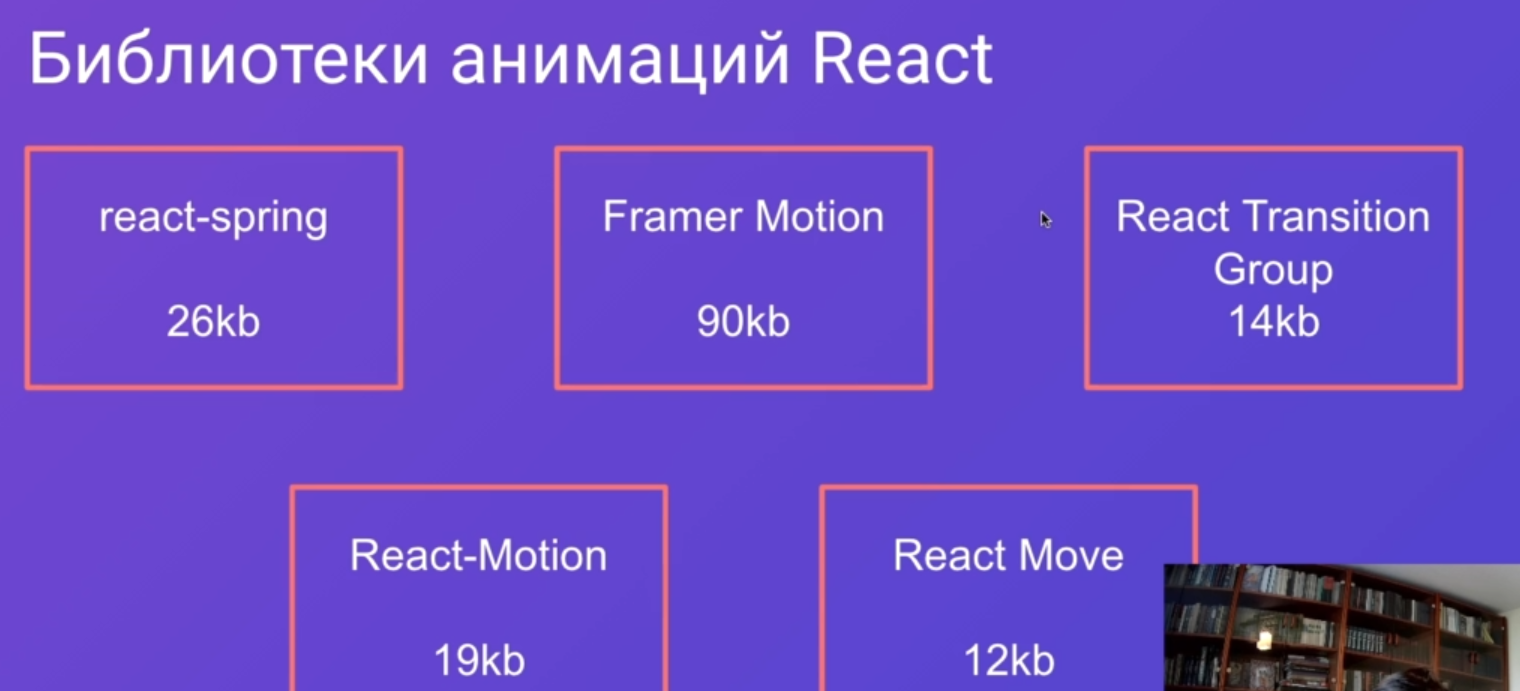 Библиотеки анимаций React
react-spring
26kb
Framer Motion
90kb
React Transition
Group
14kb
React-Motion
19kb
React Move
12kb